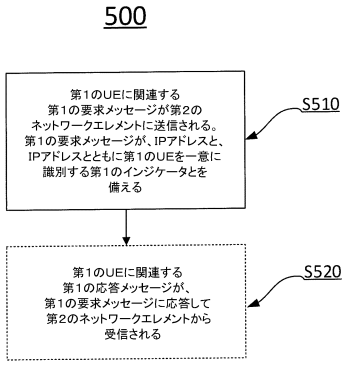 500
第1のUEに関連する
第1の要求メッセージが第2の
ネットワークエレメントに送信される。
第1の要求メッセージが、IPアドレスと、
IPアドレスとともに第1のUEを一意に
識別する第1のインジケータとを
備える
S510
第1のUEに関連する
第1の応答メッセージが、
第1の要求メッセージに応答して
第2のネットワークエレメントから
受信される
S520